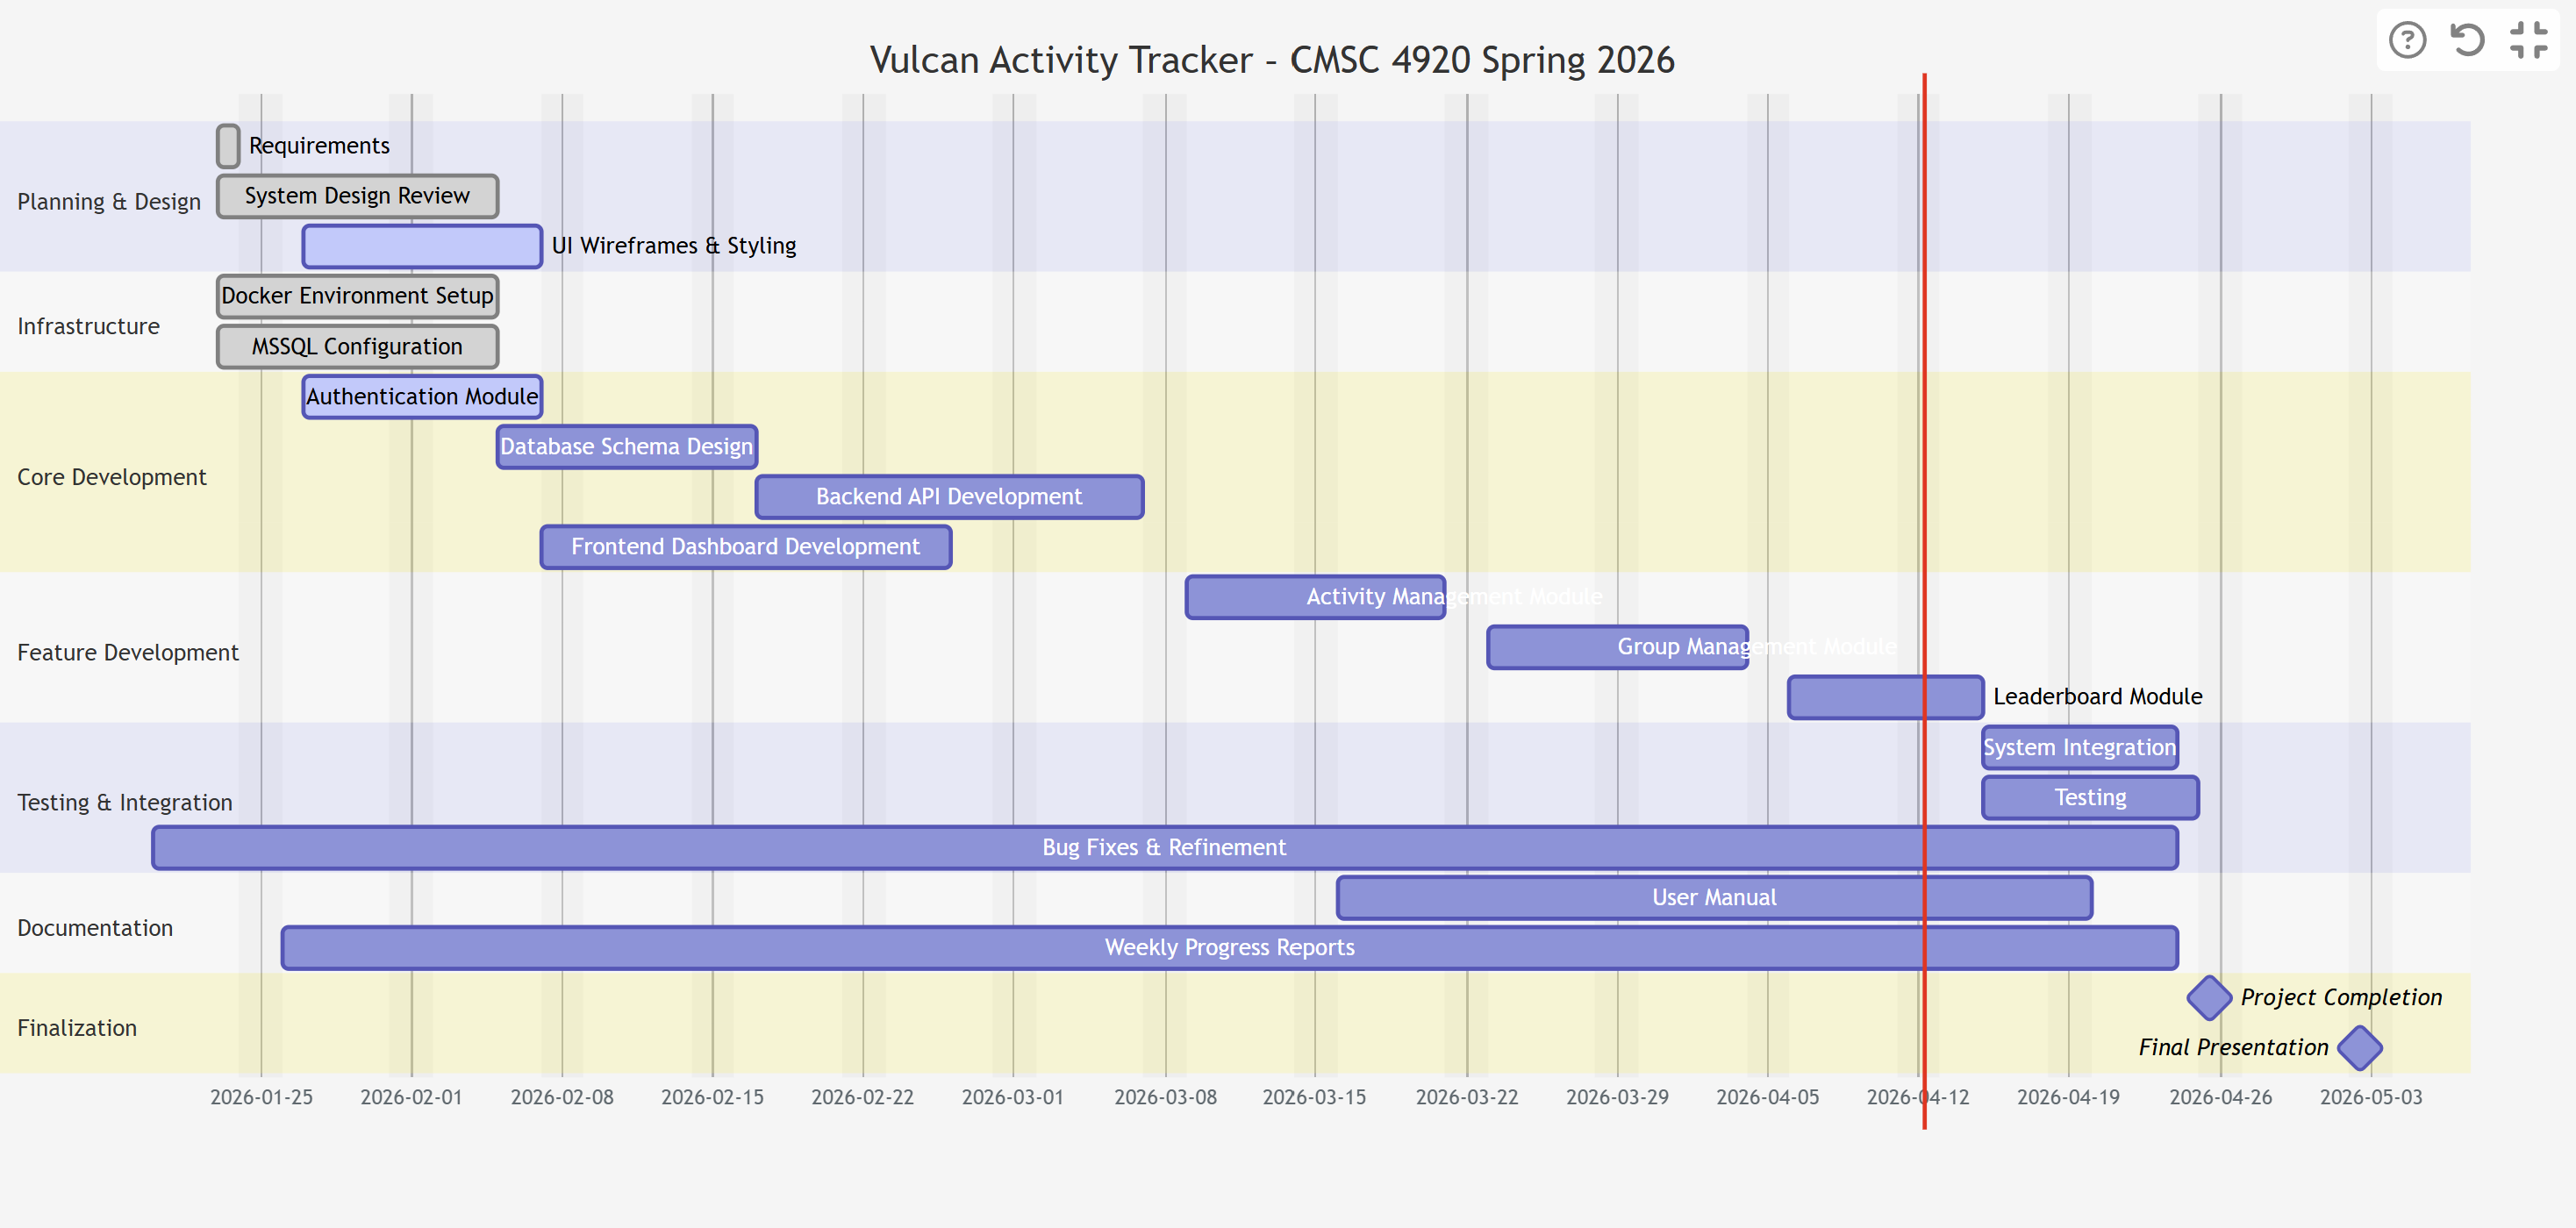 Vulcan Activity Tracker - CMSC 4920 Spring 2026
Planning & Design
Requirements
System Design Review
UI Wireframes & Styling
Infrastructure
Docker Environment Setup
MSSQL Configuration
Core Development
Authentication Module
Database Schema Design
Backend API Development
Frontend Dashboard Development
Feature Development
Activity Management Module
Group Management Module
Leaderboard Module
Testing & Integration
System Integration
Testing
Bug Fixes & Refinement
Documentation
User Manual
Weekly Progress Reports
Finalization
Project Completion
Final Presentation
2026-01-25
2026-02-01
2026-02-08
2026-02-15
2026-02-22
2026-03-01
2026-03-08
2026-03-15
2026-03-22
2026-03-29
2026-04-05
2026-04-12
2026-04-19
2026-04-26
2026-05-03